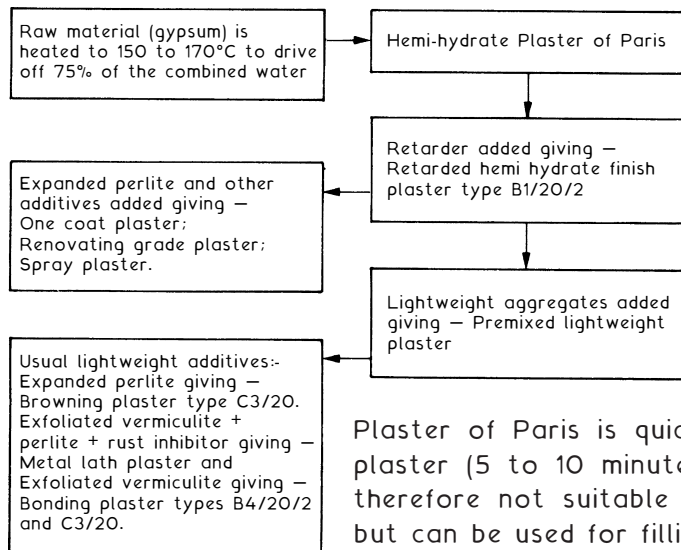 Raw material (gypsum) is
heated to 150 to 170°C to drive
off 75% of the combined water
Hemi-hydrate Plaster of Paris
Retarder added giving –
Retarded hemi hydrate finish
plaster type B1/20/2
Expanded perlite and other
additives added giving –
One coat plaster;
Renovating grade plaster;
Spray plaster.
Lightweight aggregates added
giving – Premixed lightweight
plaster
Usual lightweight additives:-
Expanded perlite giving –
Browning plaster type C3/20.
Exfoliated vermiculite +
perlite + rust inhibitor giving –
Metal lath plaster and
Exfoliated vermiculite giving –
Bonding plaster types B4/20/2
and C3/20.
Plaster of Paris is
plaster (5 to 10
therefore not suitable
but can be used for